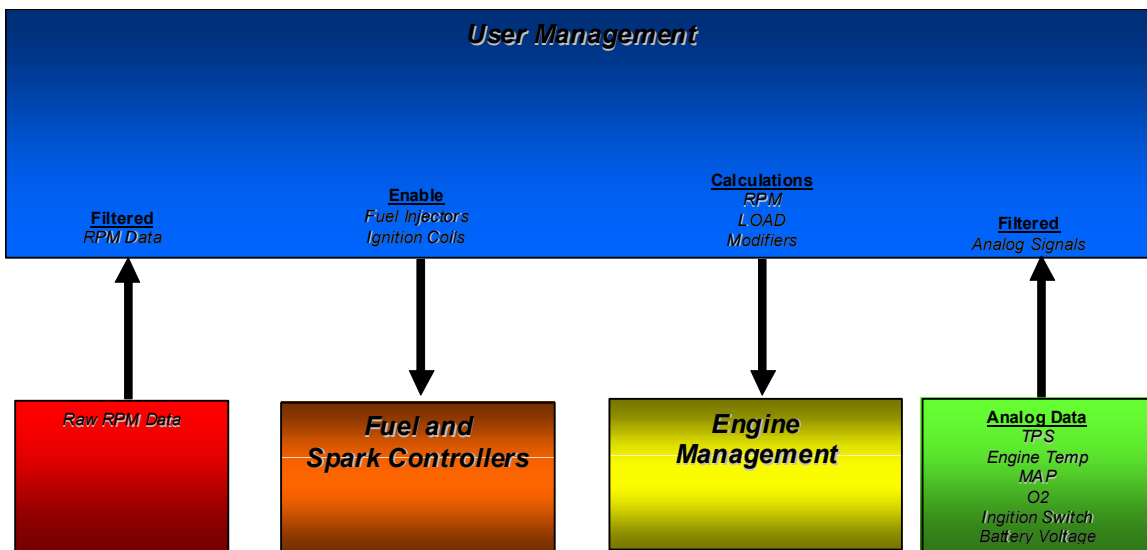 User Management
Filtered
RPM Data
Enable
Fuel Injectors
Ignition Coils
Calculations
RPM
LOAD
Modifiers
Filtered
Analog Signals
Raw RPM Data
Fuel and
Spark Controllers
Engine
Management
Analog Data
TPS
Engine Temp
MAP
O2
Ingition Switch
Battery Voltage